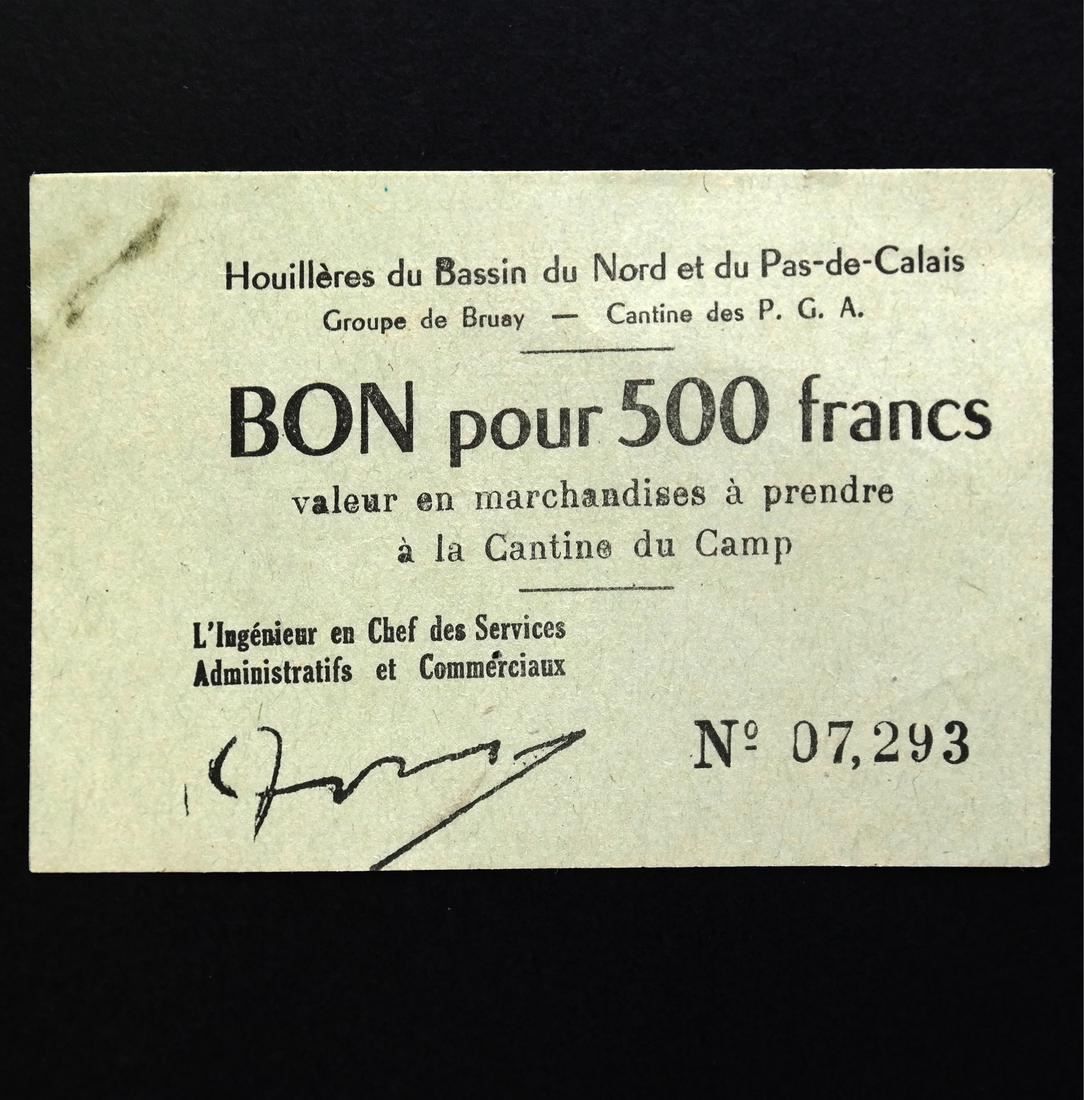 Houillères du Bassin du Nord et du Pas-de-Calais
Groupe de Bruay — Cantine des P. G. A.
BON pour 500 francs
valeur en marchandises à prendre
à la Cantine du Camp
L'Ingénieur en Chef des Services
Administratifs et Commerciaux
Nº 07,293